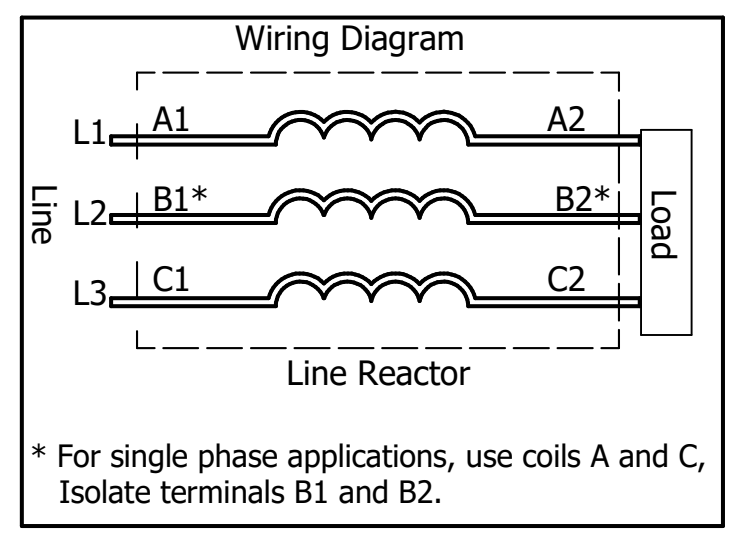 Wiring Diagram
L1 A1 A2
Line L2 B1* B2* Load
L3 C1 C2
Line Reactor
* For single phase applications, use coils A and C,
Isolate terminals B1 and B2.